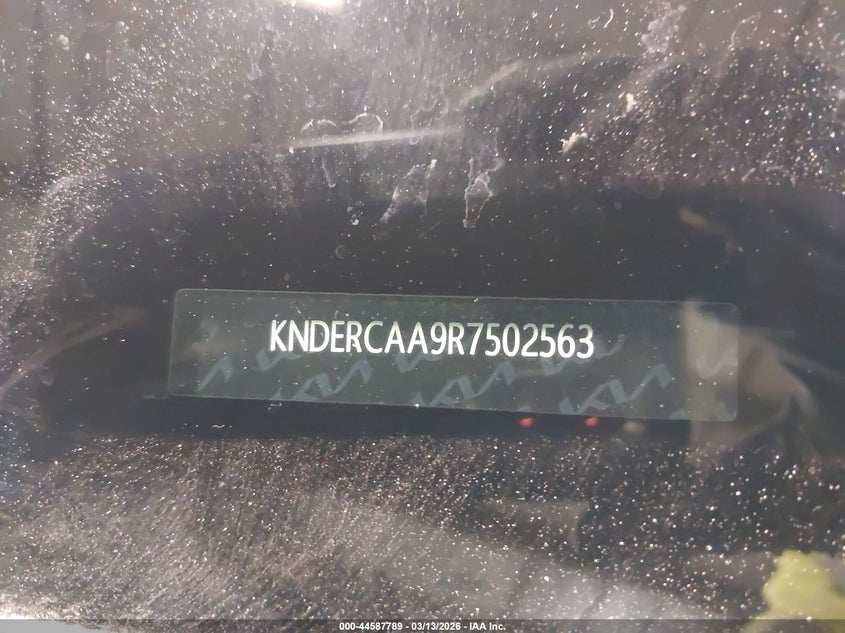 KNDERCAA9R7502563
000-44587789 - 03/13/2026 - IAA Inc.